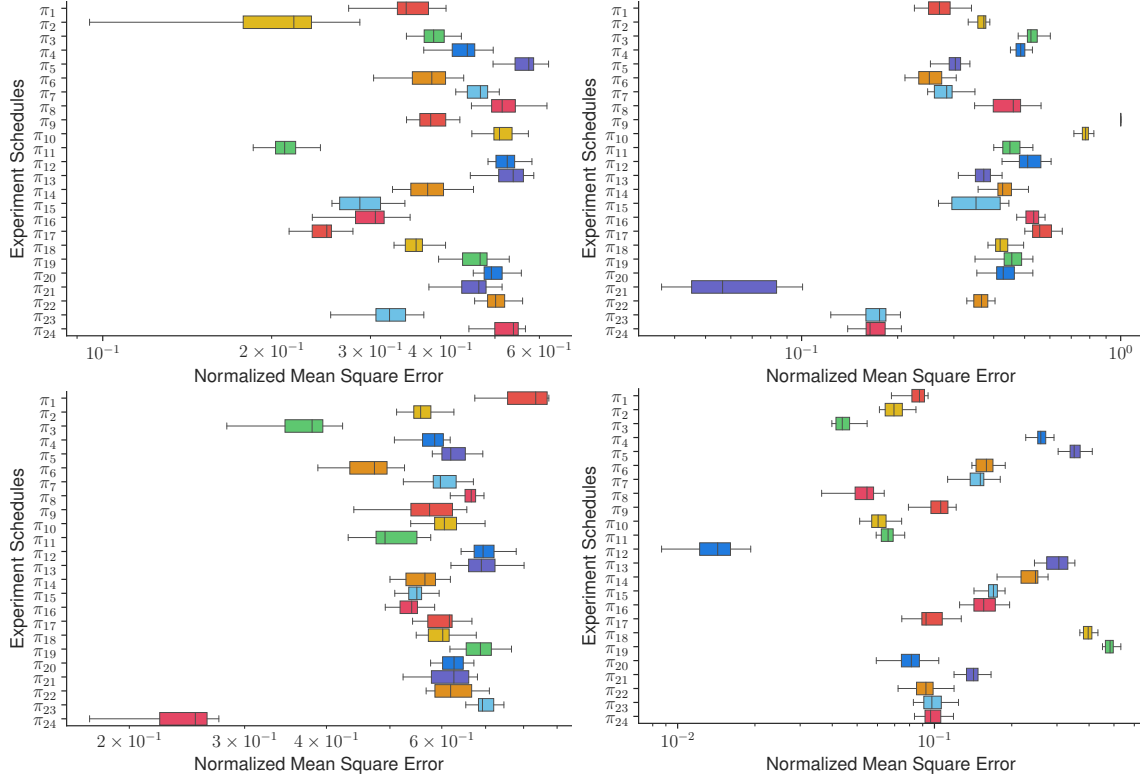 Experiment Schedules
π₁
π₂
π₃
π₄
π₅
π₆
π₇
π₈
π₉
π₁₀
π₁₁
π₁₂
π₁₃
π₁₄
π₁₅
π₁₆
π₁₇
π₁₈
π₁₉
π₂₀
π₂₁
π₂₂
π₂₃
π₂₄
10⁻¹ 2 × 10⁻¹ 3 × 10⁻¹ 4 × 10⁻¹ 6 × 10⁻¹
Normalized Mean Square Error
Experiment Schedules
π₁
π₂
π₃
π₄
π₅
π₆
π₇
π₈
π₉
π₁₀
π₁₁
π₁₂
π₁₃
π₁₄
π₁₅
π₁₆
π₁₇
π₁₈
π₁₉
π₂₀
π₂₁
π₂₂
π₂₃
π₂₄
10⁻¹ 10⁰
Normalized Mean Square Error
Experiment Schedules
π₁
π₂
π₃
π₄
π₅
π₆
π₇
π₈
π₉
π₁₀
π₁₁
π₁₂
π₁₃
π₁₄
π₁₅
π₁₆
π₁₇
π₁₈
π₁₉
π₂₀
π₂₁
π₂₂
π₂₃
π₂₄
2 × 10⁻¹ 3 × 10⁻¹ 4 × 10⁻¹ 6 × 10⁻¹
Normalized Mean Square Error
Experiment Schedules
π₁
π₂
π₃
π₄
π₅
π₆
π₇
π₈
π₉
π₁₀
π₁₁
π₁₂
π₁₃
π₁₄
π₁₅
π₁₆
π₁₇
π₁₈
π₁₉
π₂₀
π₂₁
π₂₂
π₂₃
π₂₄
10⁻² 10⁻¹
Normalized Mean Square Error